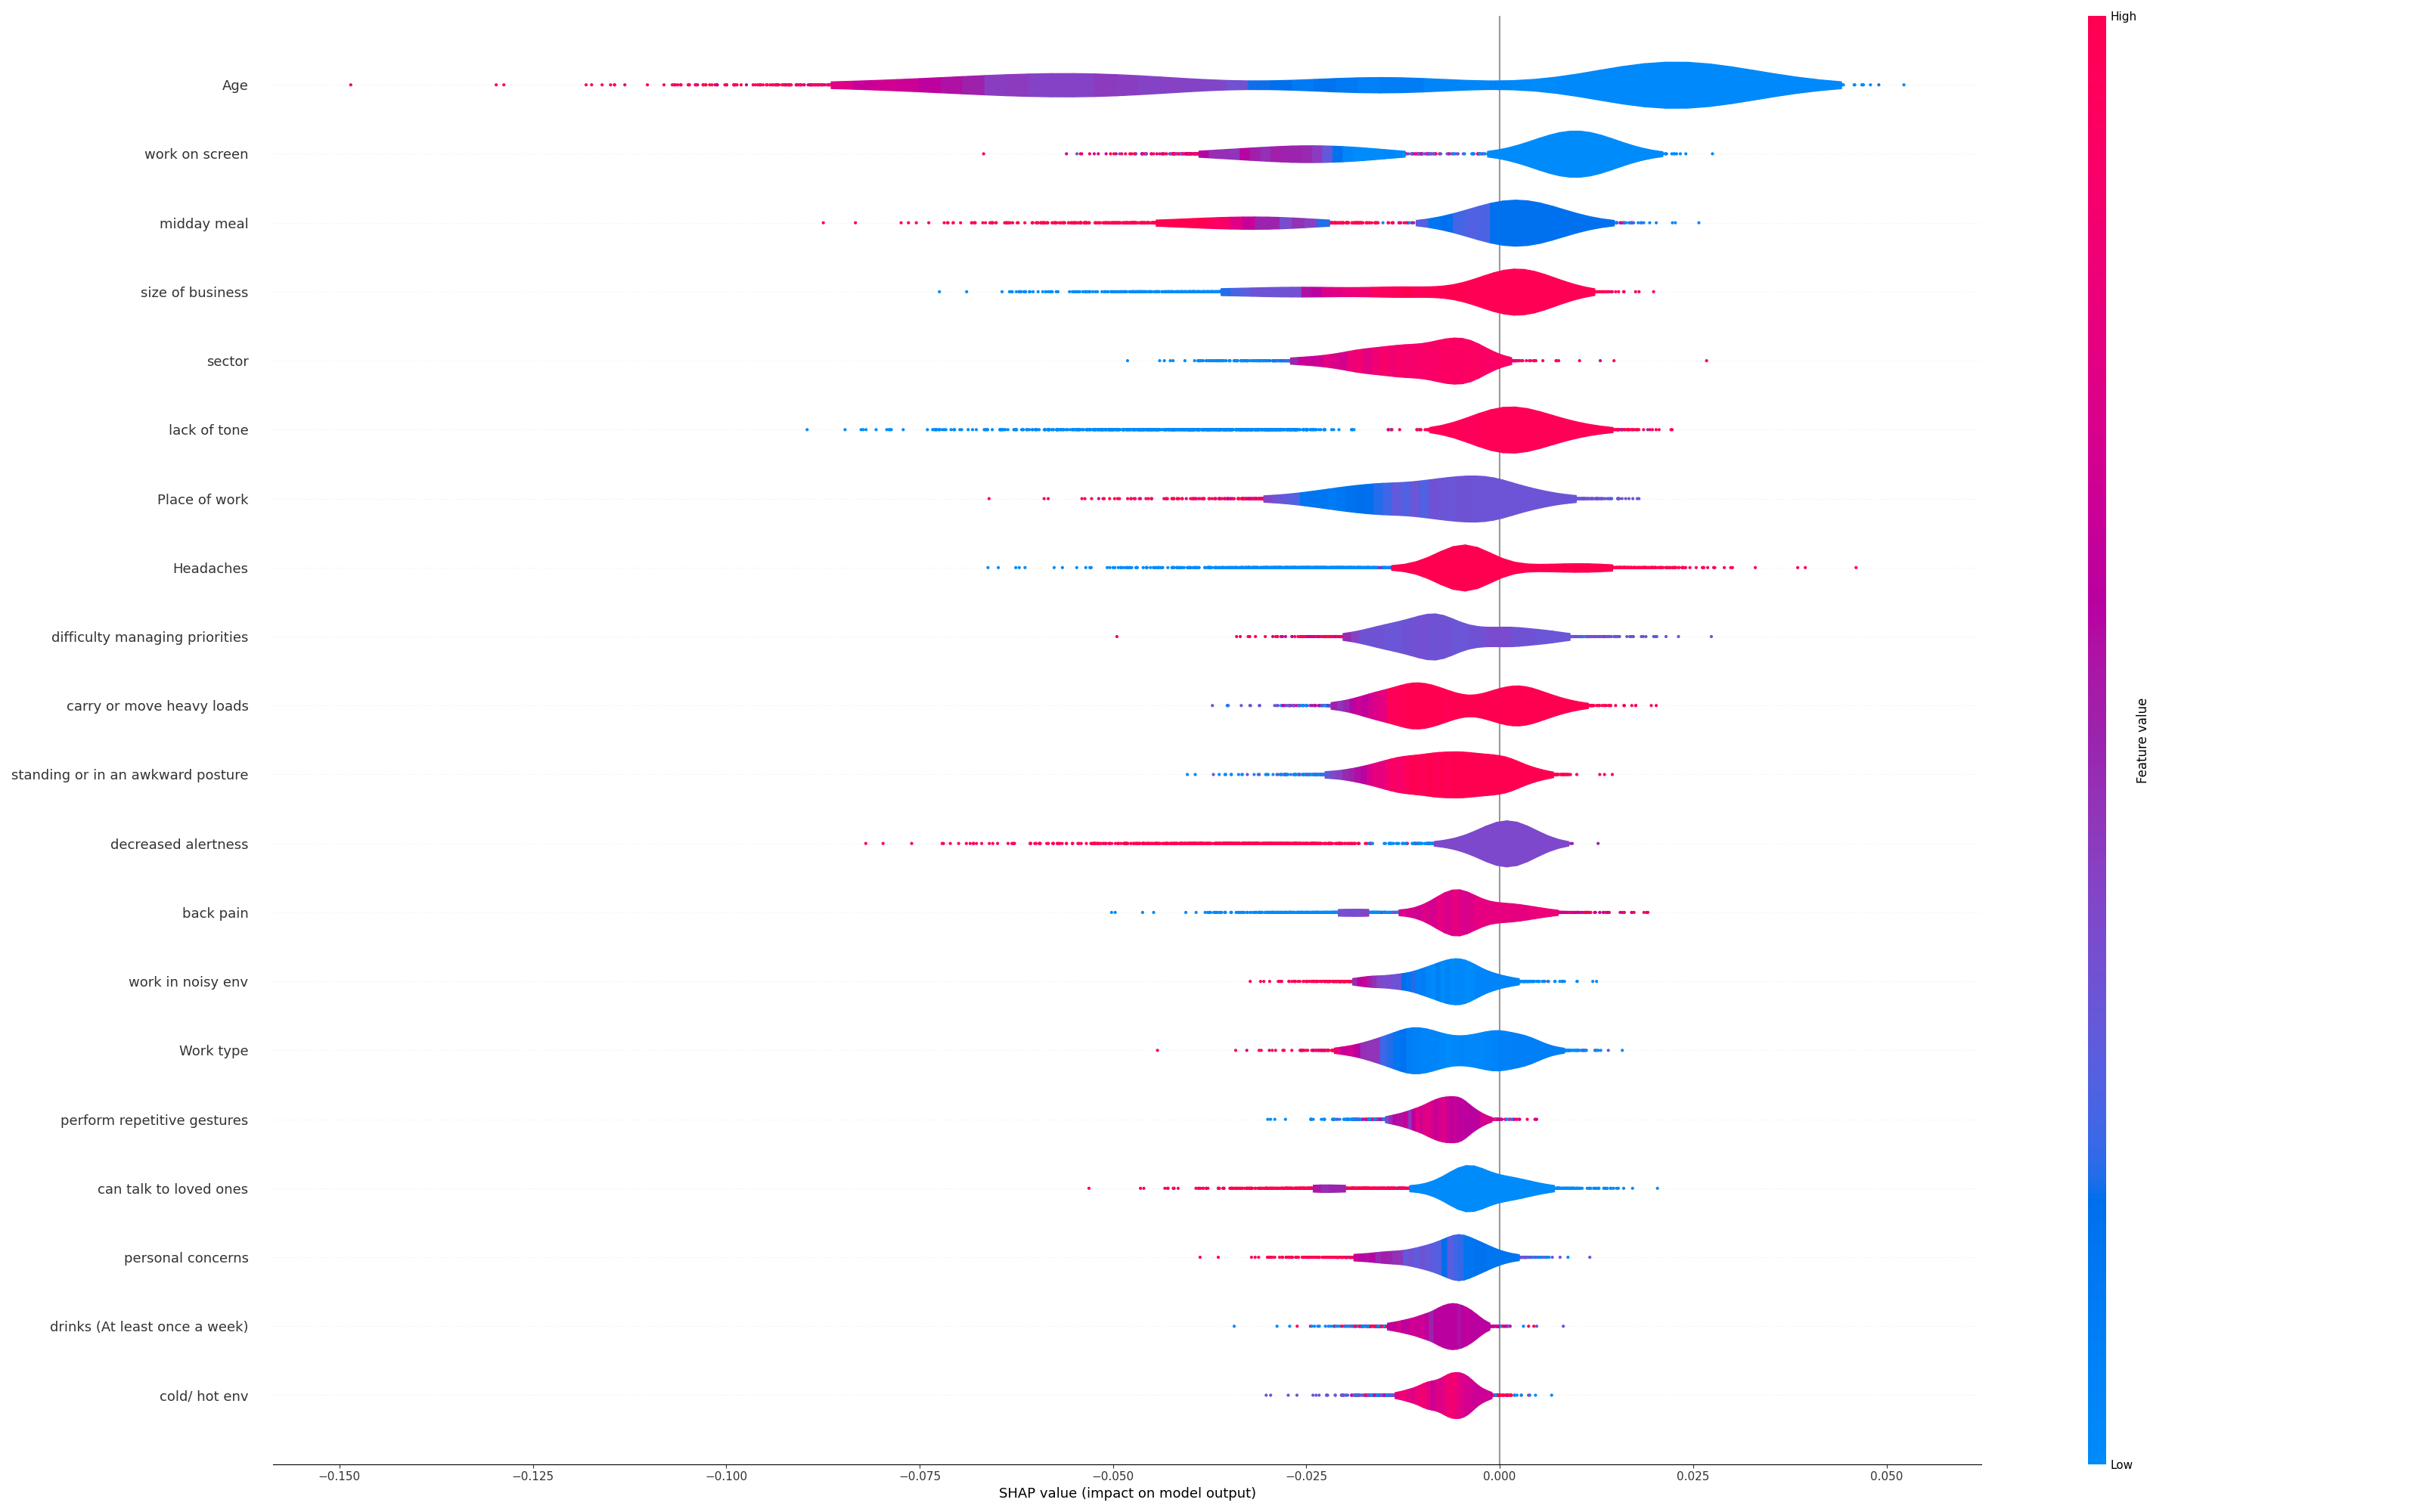 High
Age
work on screen
midday meal
size of business
sector
lack of tone
Place of work
Headaches
difficulty managing priorities
carry or move heavy loads
standing or in an awkward posture
decreased alertness
back pain
work in noisy env
Work type
perform repetitive gestures
can talk to loved ones
personal concerns
drinks (At least once a week)
cold/ hot env
Feature value
Low
−0.150 −0.125 −0.100 −0.075 −0.050 −0.025 0.000 0.025 0.050
SHAP value (impact on model output)